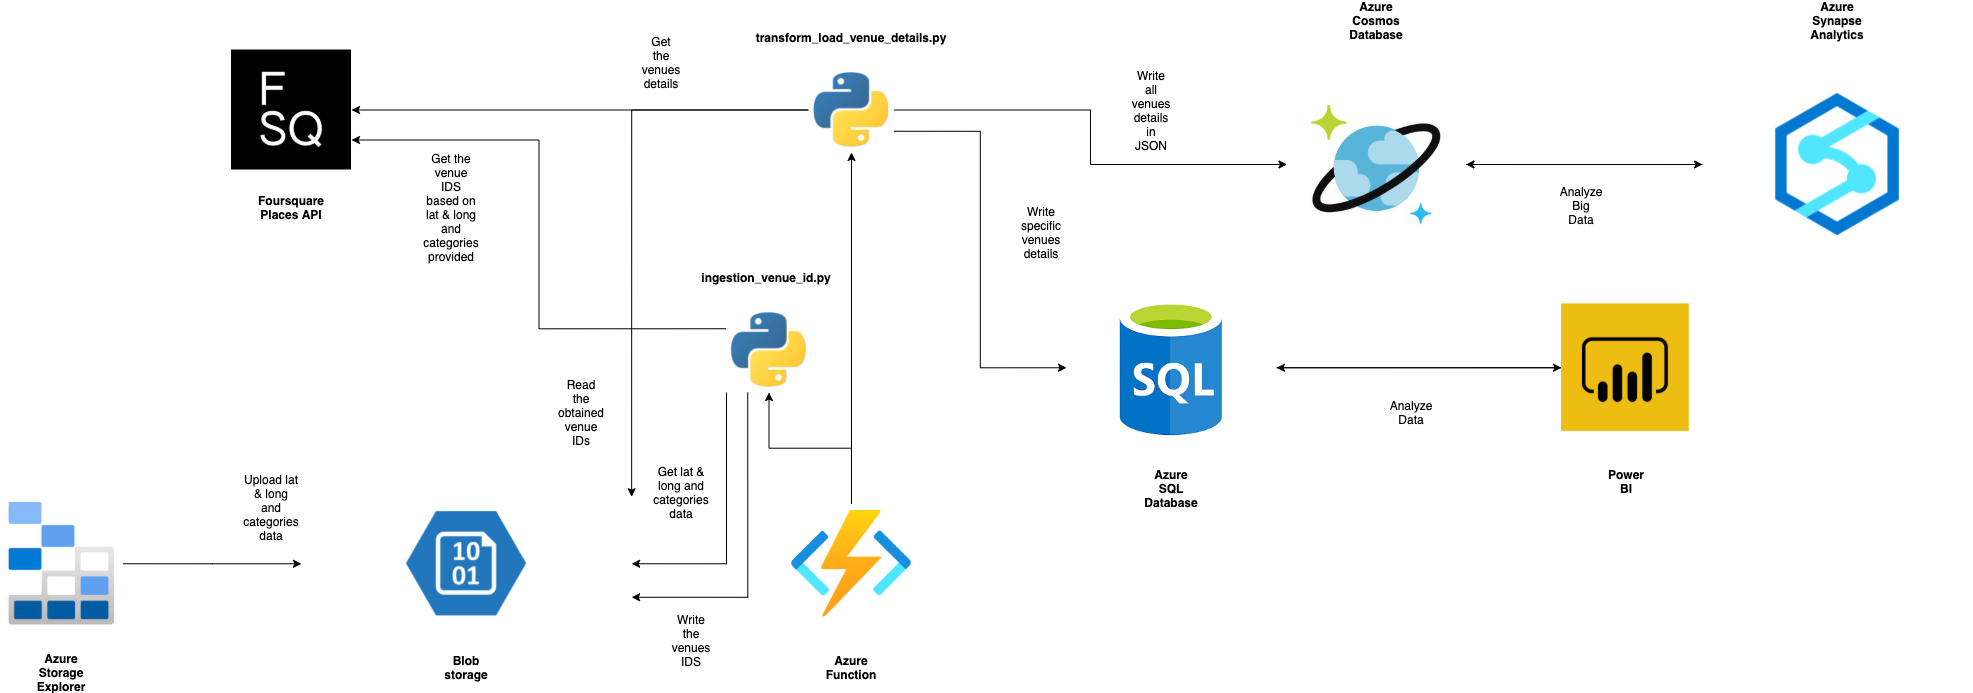 Azure
Cosmos
Database
Azure
Synapse
Analytics
transform_load_venue_details.py
Get
the
venues
details
F
SQ
Foursquare
Places API
Get the
venue
IDS
based on
lat & long
and
categories
provided
Write
all
venues
details
in
JSON
Analyze
Big
Data
Write
specific
venues
details
ingestion_venue_id.py
SQL
Azure
SQL
Database
Analyze
Data
Power
BI
Read
the
obtained
venue
IDs
Get lat &
long and
categories
data
Upload lat
& long
and
categories
data
10
01
Write
the
venues
IDS
Azure
Storage
Explorer
Blob
storage
Azure
Function